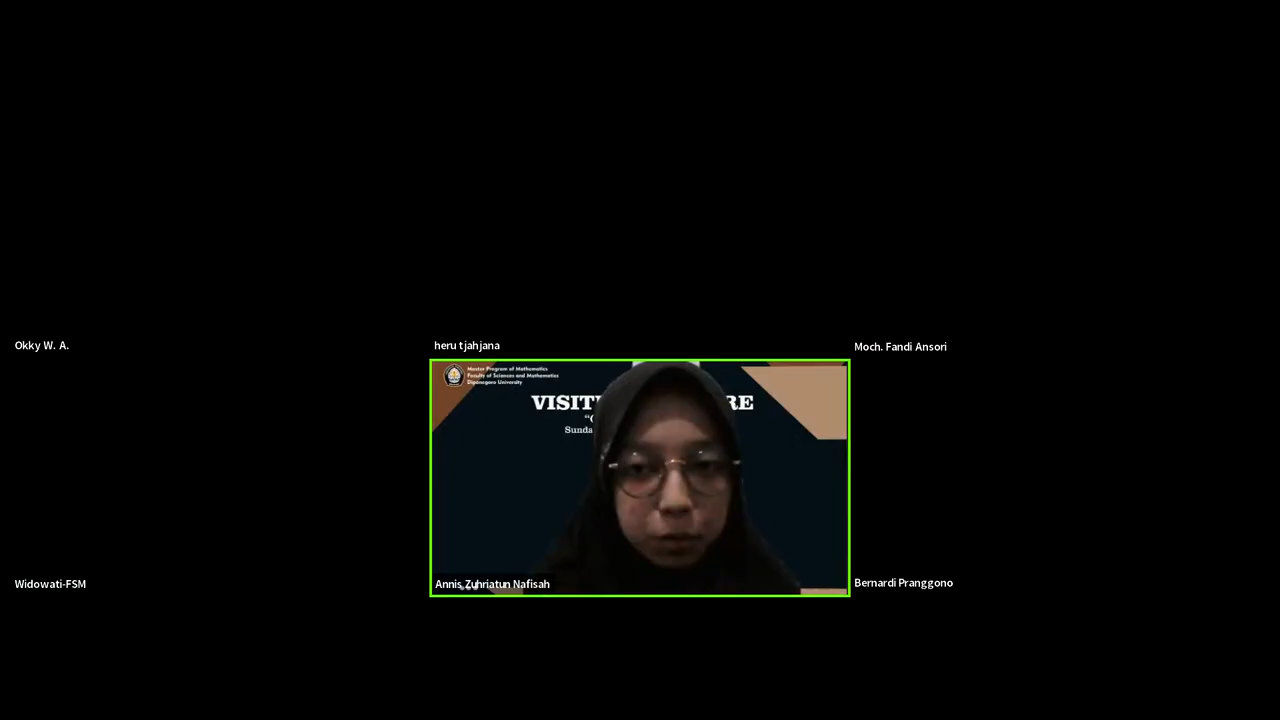 Okky W. A.
heru tjahjana
Moch. Fandi Ansori
Master Program of Mathematics
Faculty of Sciences and Mathematics
Diponegoro University
VISIT RE
“
Sunda
Widowati-FSM
Annis Zuhriatun Nafisah
Bernardi Pranggono